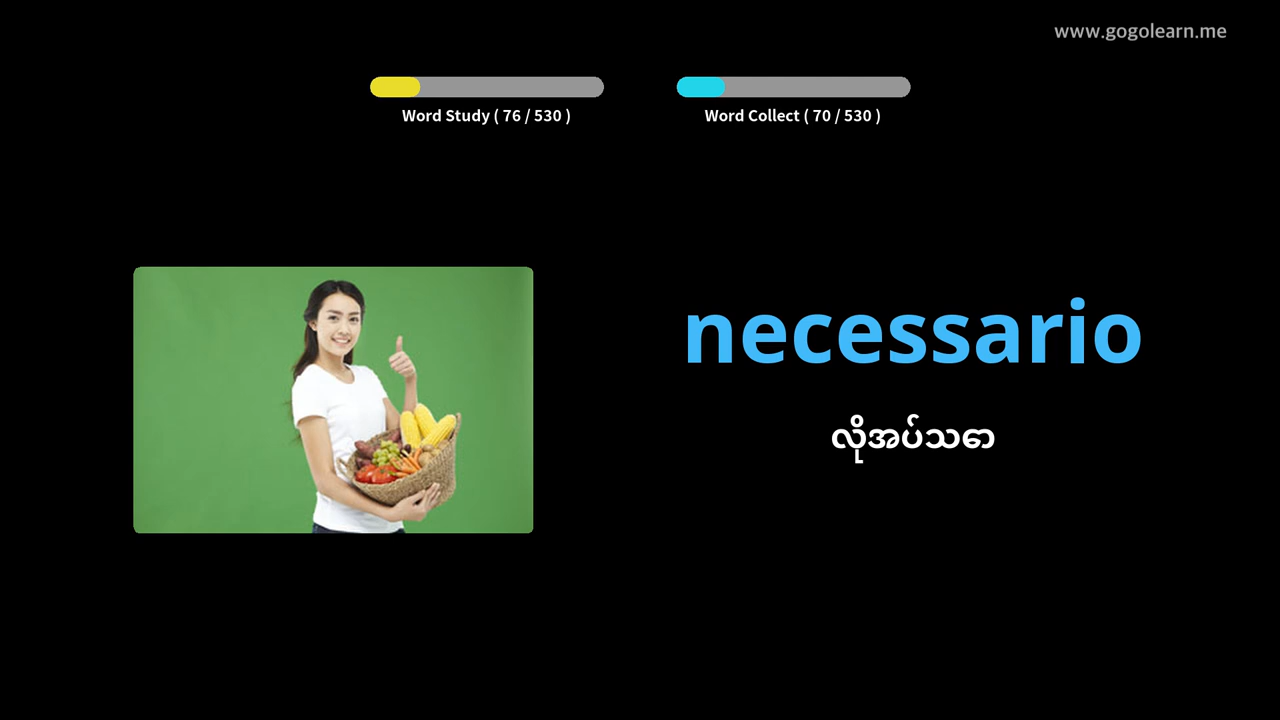 www.gogolearn.me
Word Study ( 76 / 530 )
Word Collect ( 70 / 530 )
necessario
လိုအပ်သော